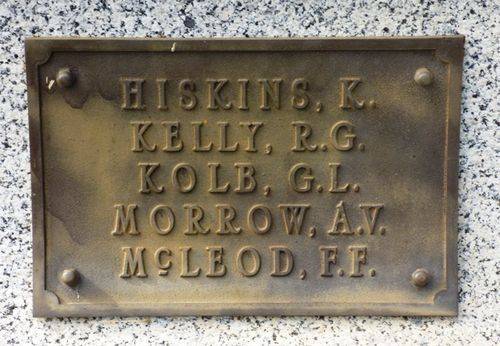 HISKINS, K.
KELLY, R.G.
KOLB, G.L.
MORROW, A.V.
McLEOD, F.F.